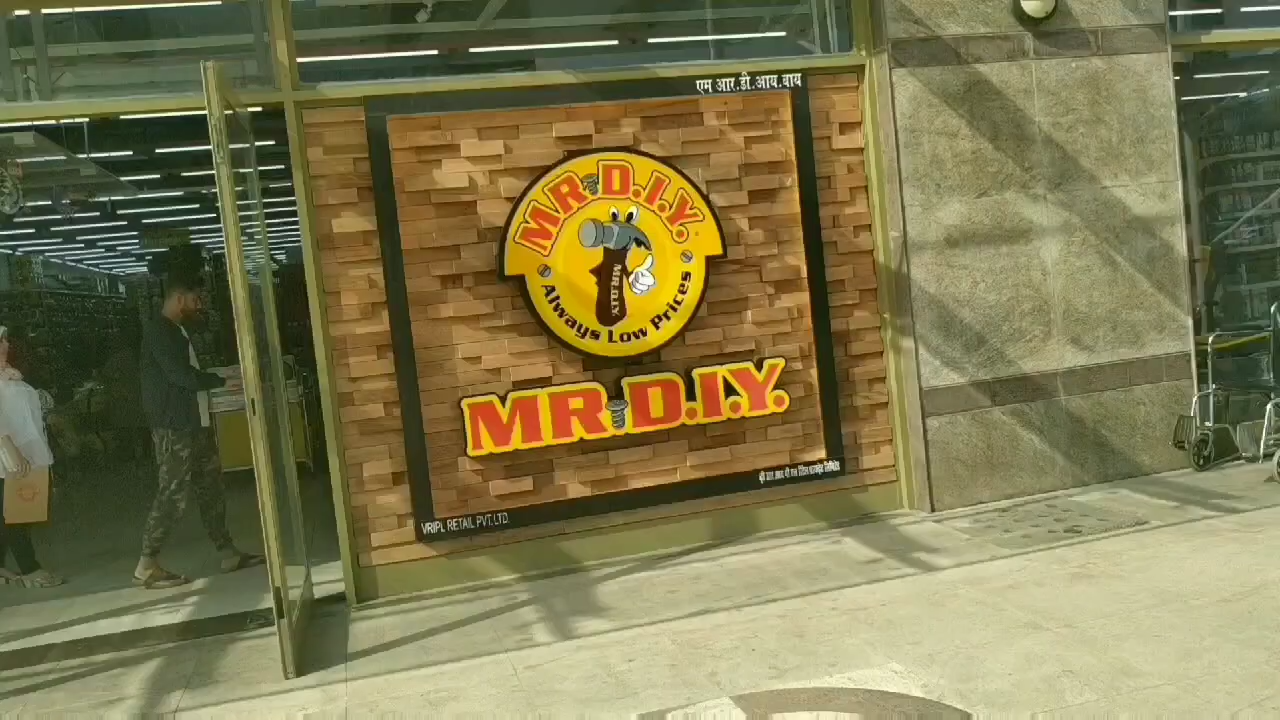 एम आर.डी.आय.वाय
MR.D.I.Y.
MR.D.I.Y.
Always Low Prices
MR.D.I.Y.
VRIPL RETAIL PVT. LTD.